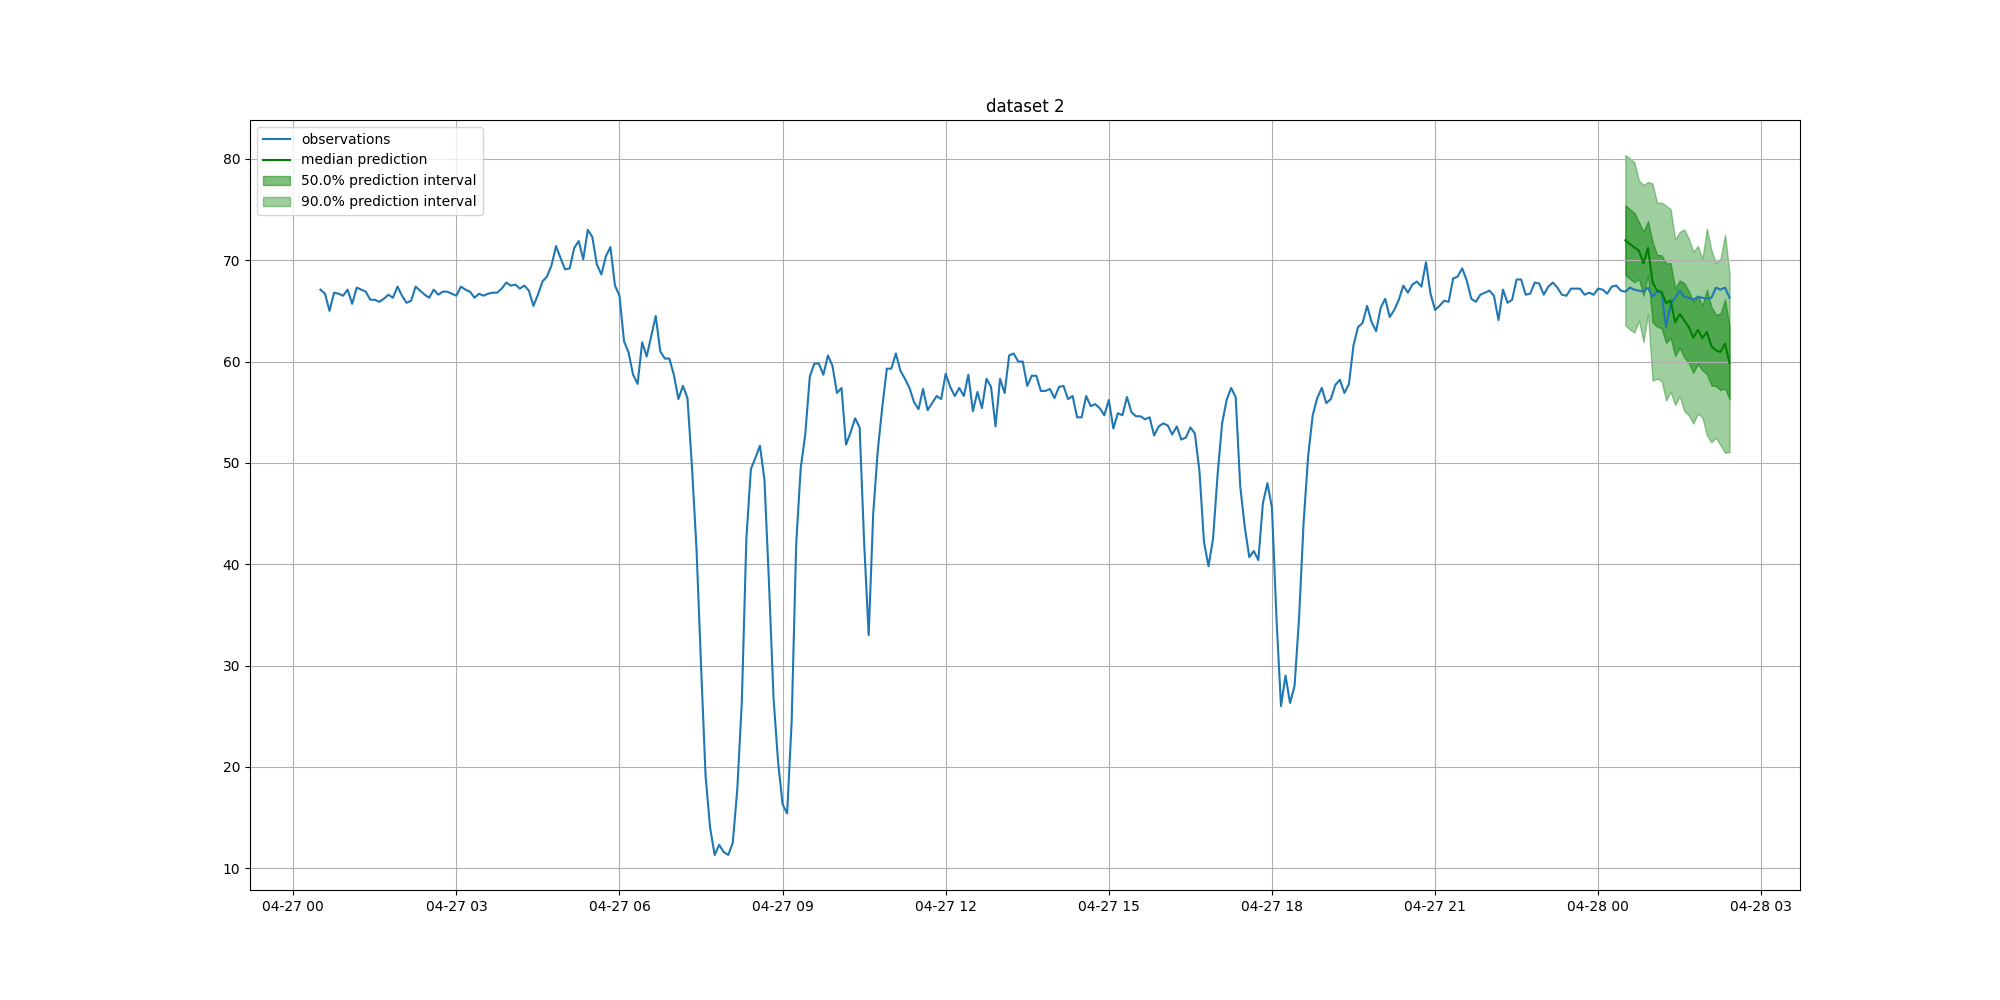 dataset 2
observations
median prediction
50.0% prediction interval
90.0% prediction interval
80
70
60
50
40
30
20
10
04-27 00 04-27 03 04-27 06 04-27 09 04-27 12 04-27 15 04-27 18 04-27 21 04-28 00 04-28 03